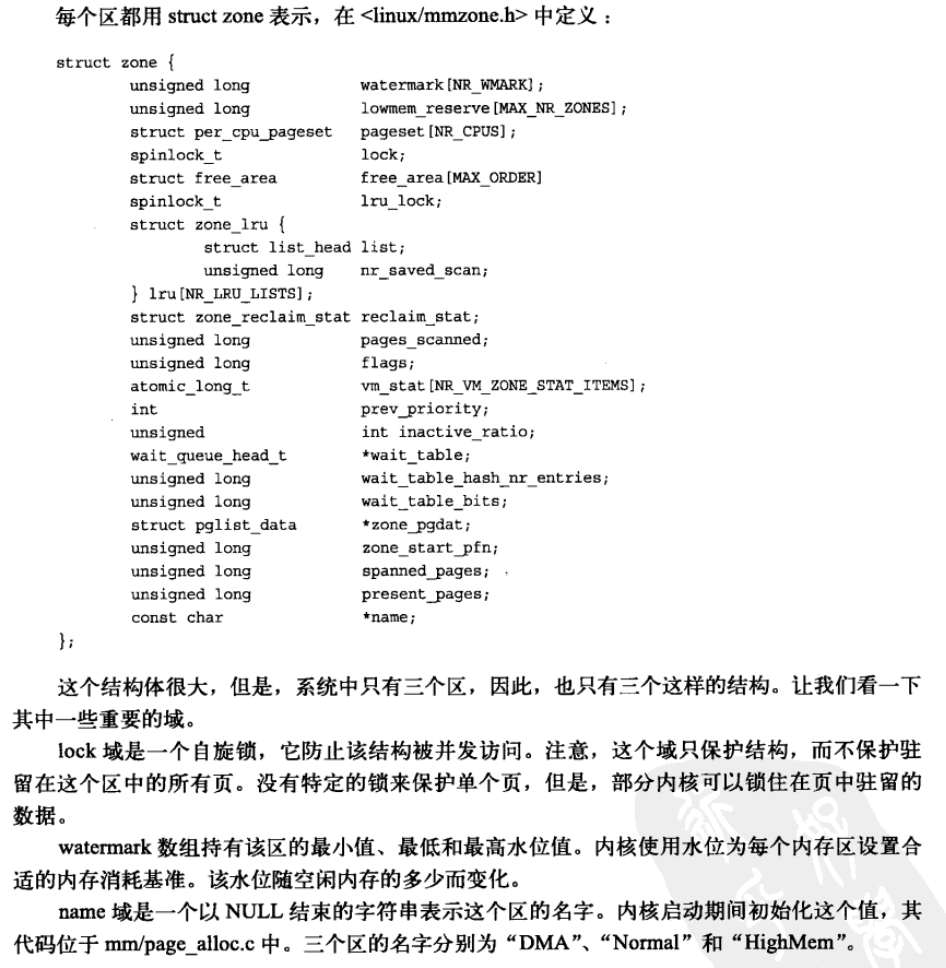 每个区都用 struct zone 表示，在 <linux/mmzone.h> 中定义：
struct zone {
unsigned long watermark[NR_WMARK];
unsigned long lowmem_reserve[MAX_NR_ZONES];
struct per_cpu_pageset pageset[NR_CPUS];
spinlock_t lock;
struct free_area free_area[MAX_ORDER]
spinlock_t lru_lock;
struct zone_lru {
struct list_head list;
unsigned long nr_saved_scan;
} lru[NR_LRU_LISTS];
struct zone_reclaim_stat reclaim_stat;
unsigned long pages_scanned;
unsigned long flags;
atomic_long_t vm_stat[NR_VM_ZONE_STAT_ITEMS];
int prev_priority;
unsigned int inactive_ratio;
wait_queue_head_t *wait_table;
unsigned long wait_table_hash_nr_entries;
unsigned long wait_table_bits;
struct pglist_data *zone_pgdat;
unsigned long zone_start_pfn;
unsigned long spanned_pages;
unsigned long present_pages;
const char *name;
};
这个结构体很大，但是，系统中只有三个区，因此，也只有三个这样的结构。让我们看一下
其中一些重要的域。
lock 域是一个自旋锁，它防止该结构被并发访问。注意，这个域只保护结构，而不保护驻
留在这个区中的所有页。没有特定的锁来保护单个页，但是，部分内核可以锁住在页中驻留的
数据。
watermark 数组持有该区的最小值、最低和最高水位值。内核使用水位为每个内存区设置合
适的内存消耗基准。该水位随空闲内存的多少而变化。
name 域是一个以 NULL 结束的字符串表示这个区的名字。内核启动期间初始化这个值，其
代码位于 mm/page_alloc.c 中。三个区的名字分别为“DMA”、“Normal”和“HighMem”。